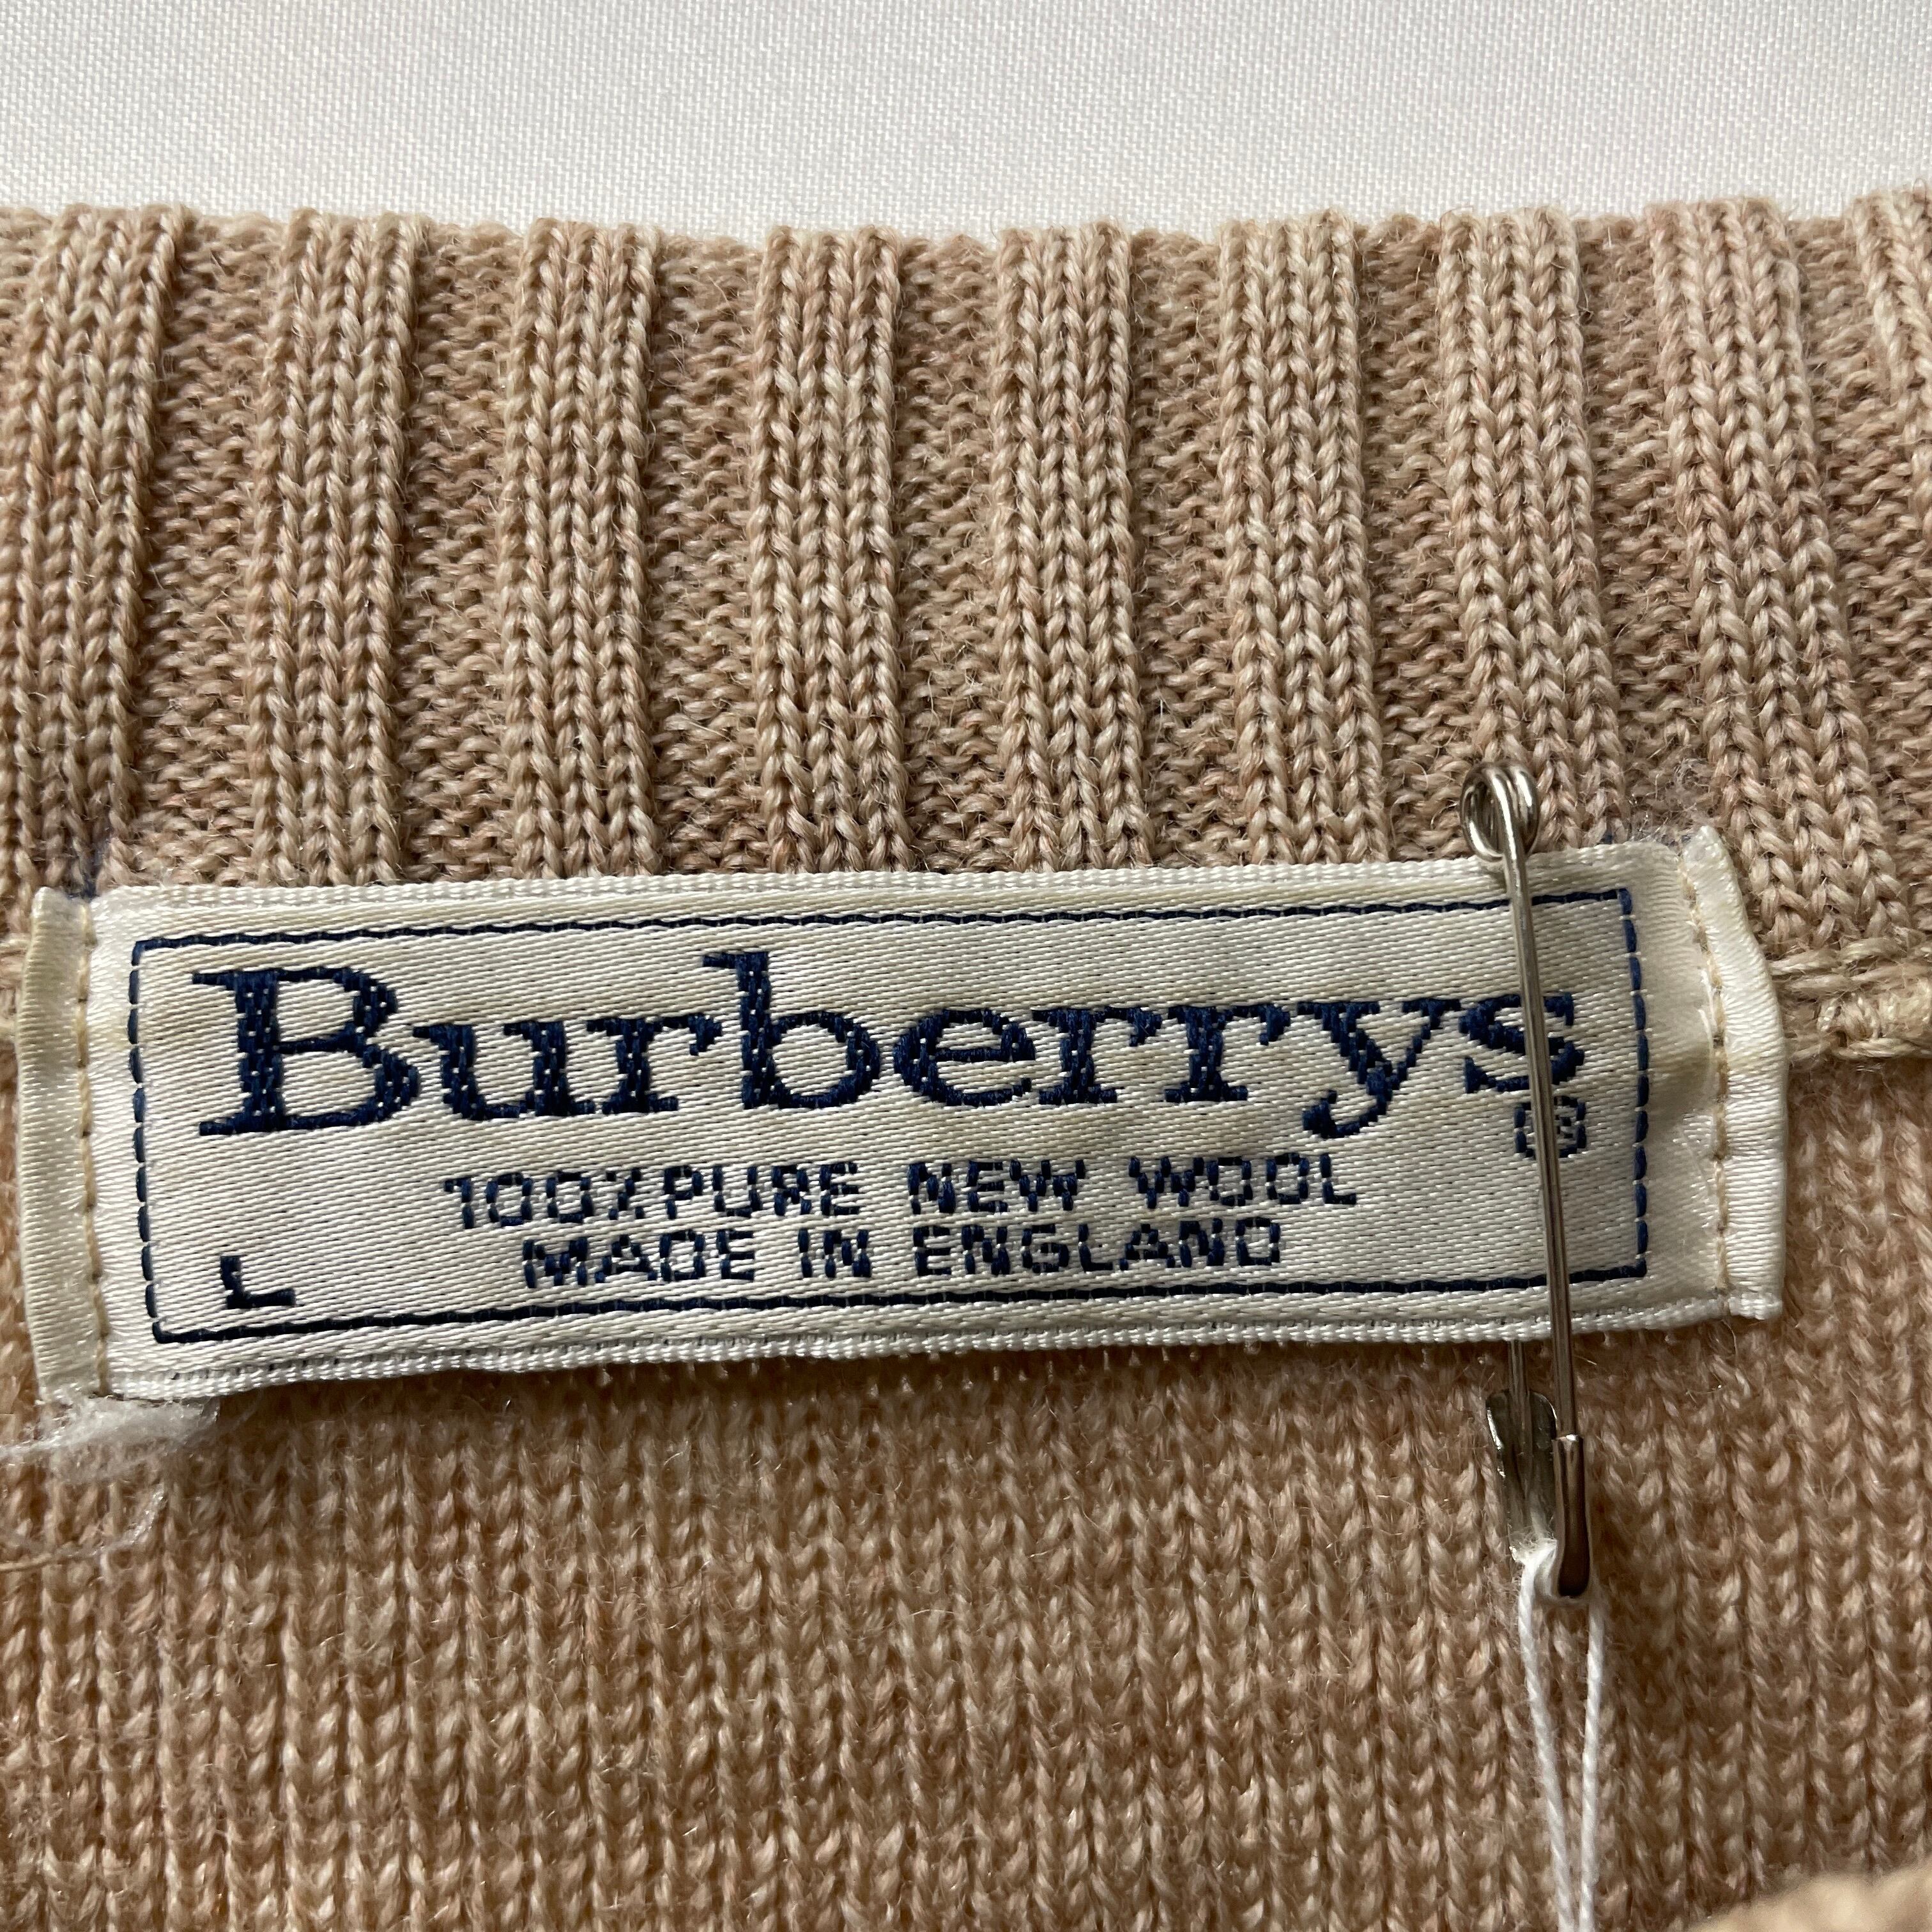 Burberrys
®
100%PURE NEW WOOL
MADE IN ENGLAND
L